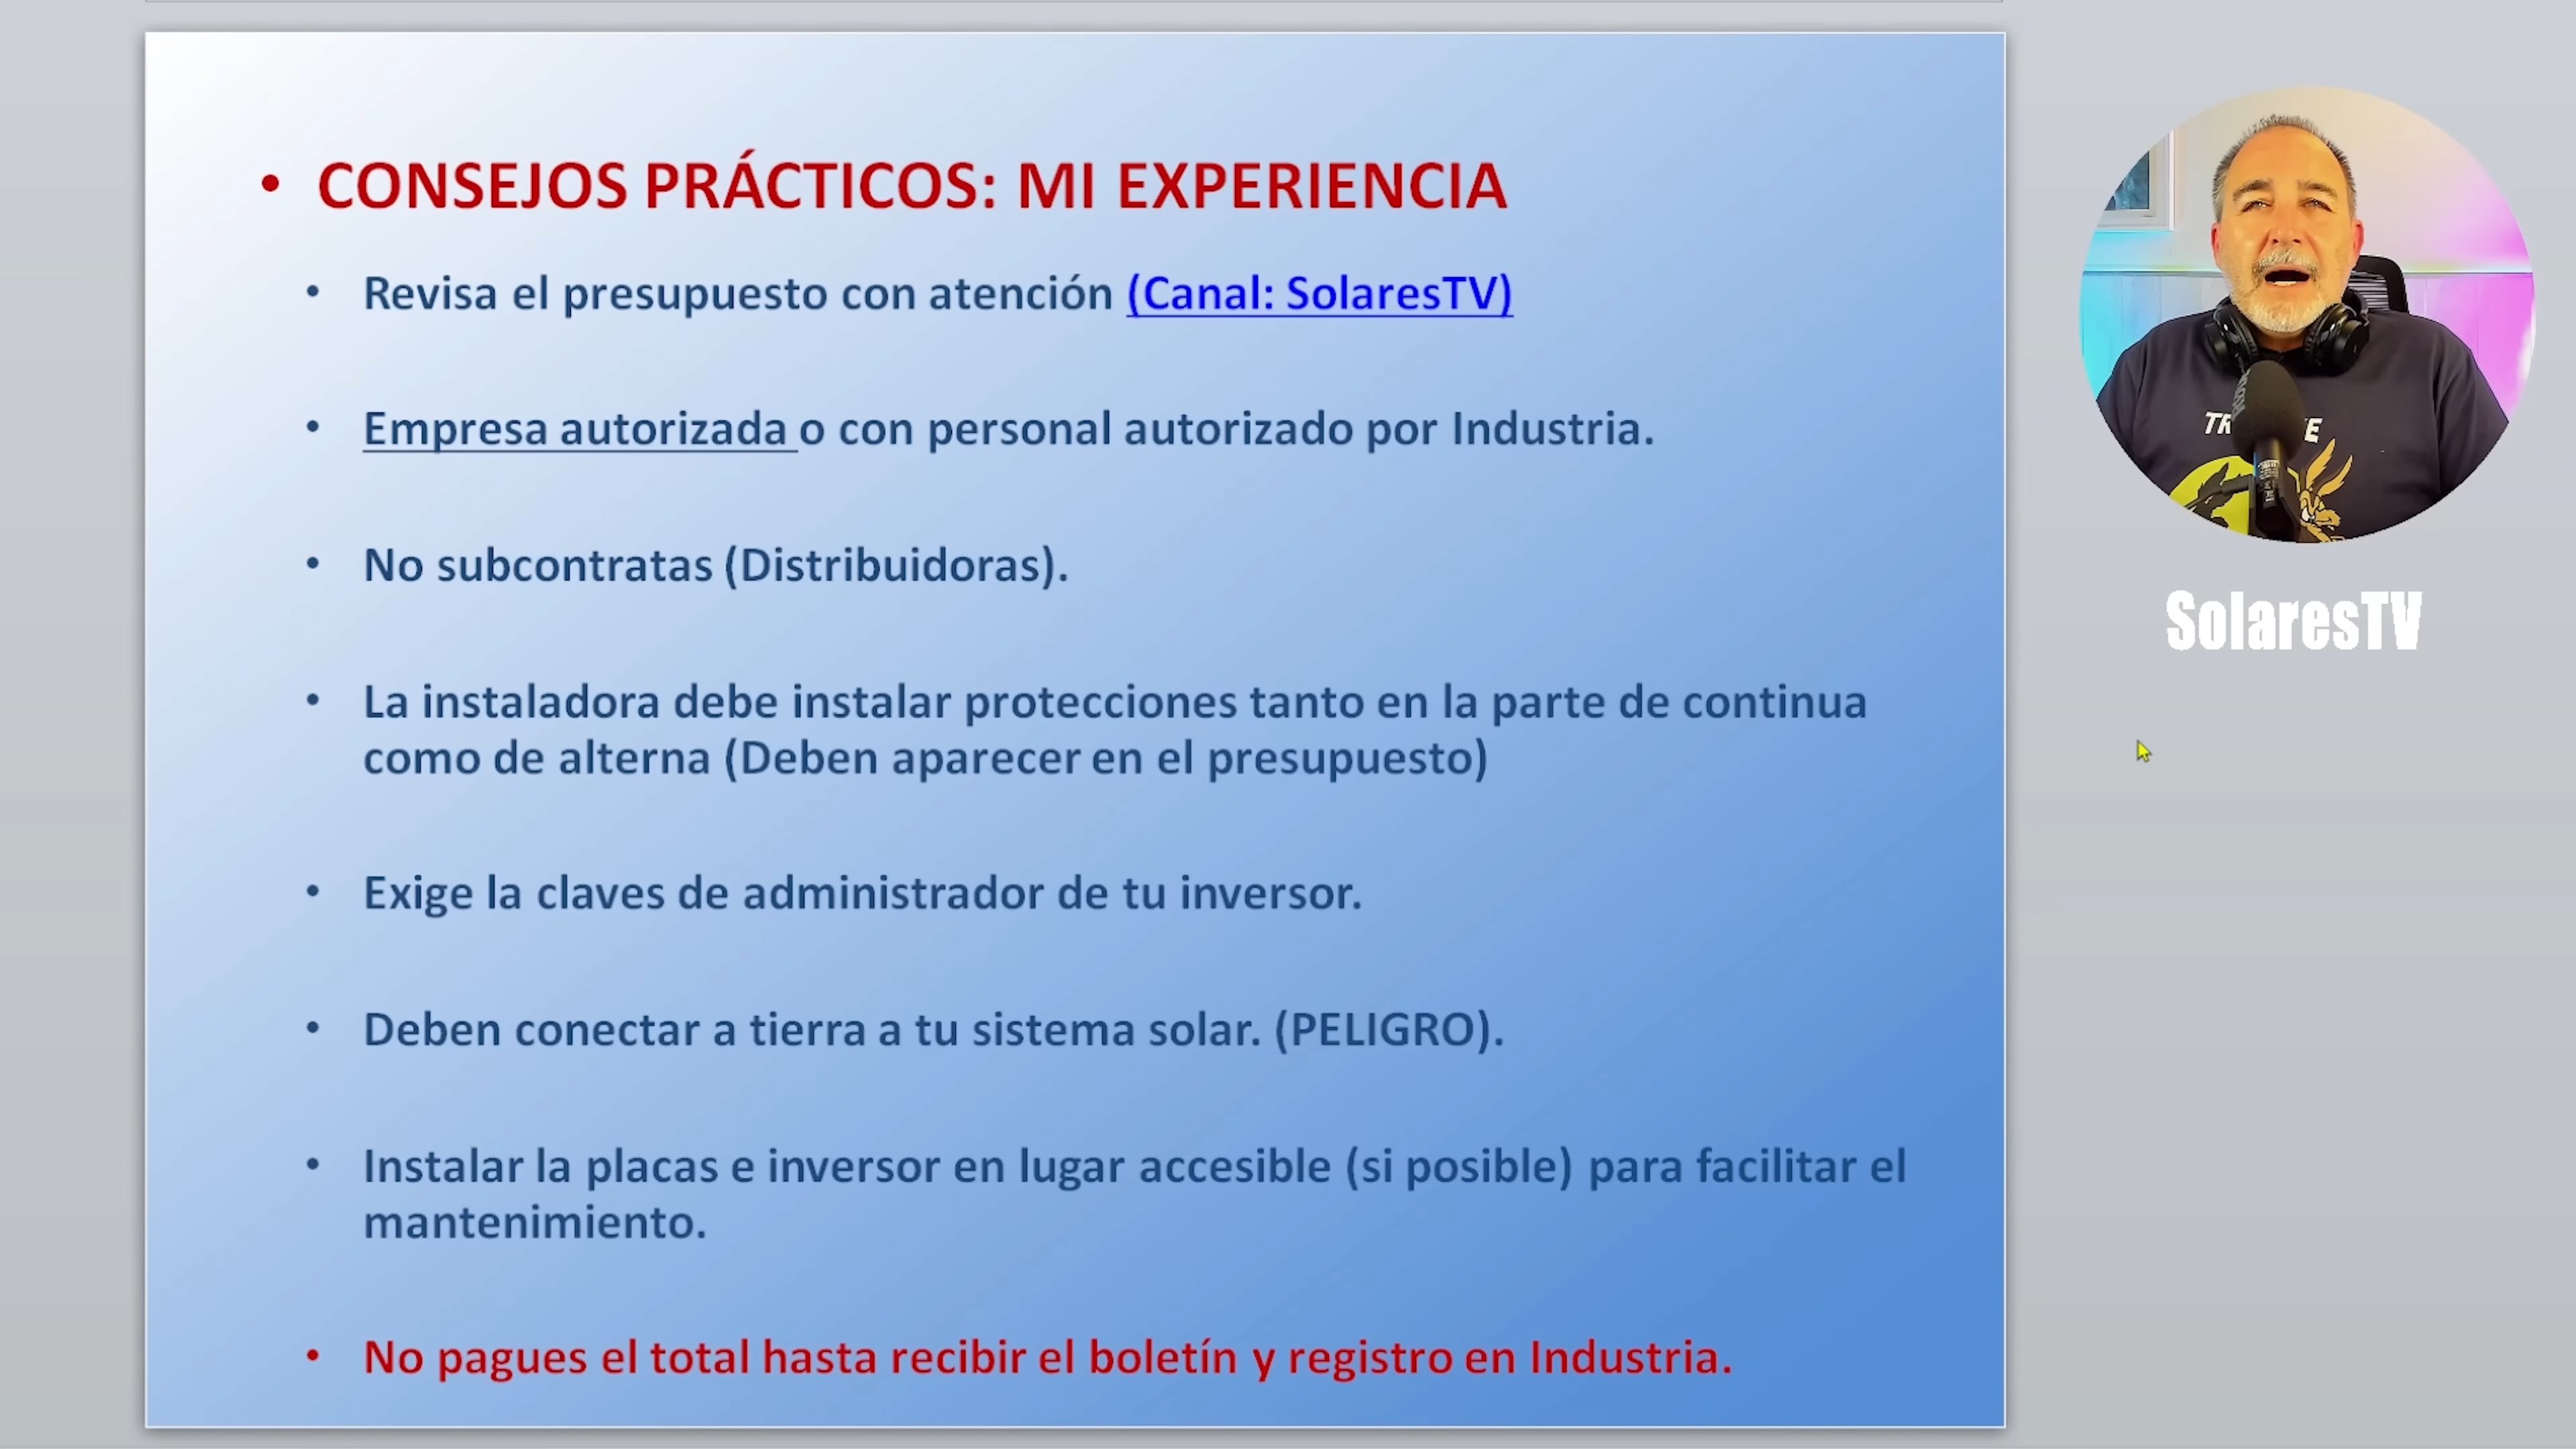 • CONSEJOS PRÁCTICOS: MI EXPERIENCIA
• Revisa el presupuesto con atención (Canal: SolaresTV)
• Empresa autorizada o con personal autorizado por Industria.
• No subcontratas (Distribuidoras).
• La instaladora debe instalar protecciones tanto en la parte de continua
como de alterna (Deben aparecer en el presupuesto)
• Exige la claves de administrador de tu inversor.
• Deben conectar a tierra a tu sistema solar. (PELIGRO).
• Instalar la placas e inversor en lugar accesible (si posible) para facilitar el
mantenimiento.
• No pagues el total hasta recibir el boletín y registro en Industria.
SolaresTV